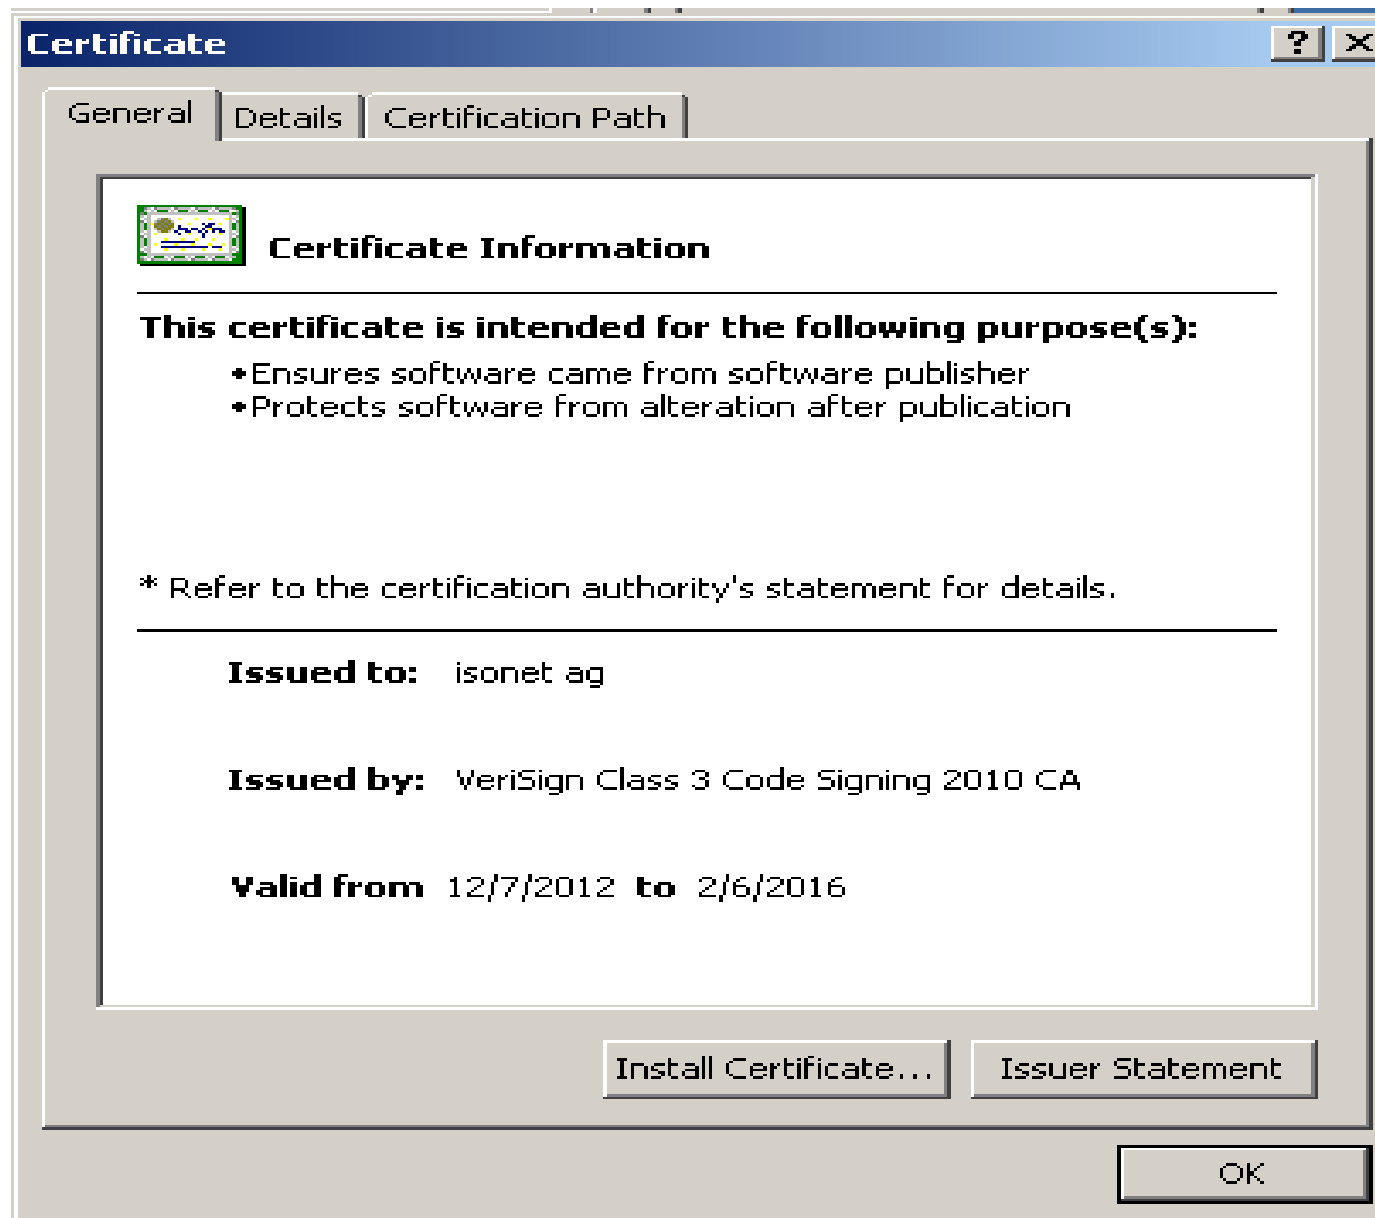 Certificate
General Details Certification Path
Certificate Information
This certificate is intended for the following purpose(s):
•Ensures software came from software publisher
•Protects software from alteration after publication
* Refer to the certification authority's statement for details.
Issued to: isonet ag
Issued by: VeriSign Class 3 Code Signing 2010 CA
Valid from 12/7/2012 to 2/6/2016
Install Certificate... Issuer Statement
OK